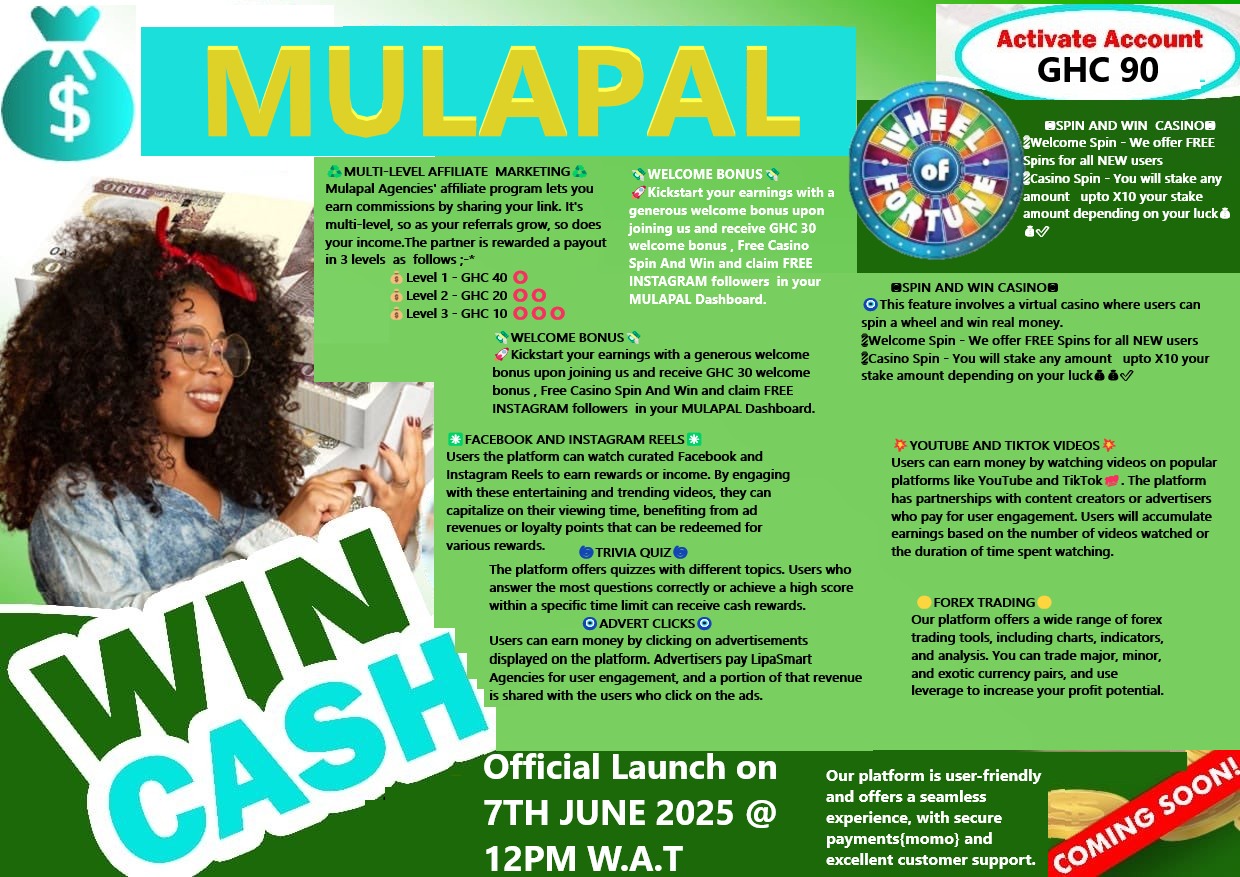 MULAPAL
Activate Account
GHC 90
$
♻MULTI-LEVEL AFFILIATE  MARKETING♻
Mulapal Agencies' affiliate program lets you
earn commissions by sharing your link. It's
multi-level, so as your referrals grow, so does
your income.The partner is rewarded a payout
in 3 levels  as  follows ;-*
💰Level 1 - GHC 40 ⭕
💰Level 2 - GHC 20 ⭕⭕
💰Level 3 - GHC 10 ⭕⭕⭕
💸WELCOME BONUS💸
🚀Kickstart your earnings with a
generous welcome bonus upon
joining us and receive GHC 30
welcome bonus , Free Casino
Spin And Win and claim FREE
INSTAGRAM followers  in your
MULAPAL Dashboard.
WHEEL
of
FORTUNE
🎰SPIN AND WIN  CASINO🎰
Welcome Spin - We offer FREE
Spins for all NEW users
Casino Spin - You will stake any
amount   upto X10 your stake
amount depending on your luck💰
💰✅
💸WELCOME BONUS💸
🚀Kickstart your earnings with a generous welcome
bonus upon joining us and receive GHC 30 welcome
bonus , Free Casino Spin And Win and claim FREE
INSTAGRAM followers  in your MULAPAL Dashboard.
🎰SPIN AND WIN CASINO🎰
🧿This feature involves a virtual casino where users can
spin a wheel and win real money.
Welcome Spin - We offer FREE Spins for all NEW users
Casino Spin - You will stake any amount   upto X10 your
stake amount depending on your luck💰💰✅
✳FACEBOOK AND INSTAGRAM REELS✳
Users the platform can watch curated Facebook and
Instagram Reels to earn rewards or income. By engaging
with these entertaining and trending videos, they can
capitalize on their viewing time, benefiting from ad
revenues or loyalty points that can be redeemed for
various rewards.
💥YOUTUBE AND TIKTOK VIDEOS💥
Users can earn money by watching videos on popular
platforms like YouTube and TikTok. The platform
has partnerships with content creators or advertisers
who pay for user engagement. Users will accumulate
earnings based on the number of videos watched or
the duration of time spent watching.
TRIVIA QUIZ
The platform offers quizzes with different topics. Users who
answer the most questions correctly or achieve a high score
within a specific time limit can receive cash rewards.
🧿ADVERT CLICKS🧿
Users can earn money by clicking on advertisements
displayed on the platform. Advertisers pay LipaSmart
Agencies for user engagement, and a portion of that revenue
is shared with the users who click on the ads.
🟡FOREX TRADING🟡
Our platform offers a wide range of forex
trading tools, including charts, indicators,
and analysis. You can trade major, minor,
and exotic currency pairs, and use
leverage to increase your profit potential.
WIN
CASH
Official Launch on
7TH JUNE 2025 @
12PM W.A.T
Our platform is user-friendly
and offers a seamless
experience, with secure
payments{momo} and
excellent customer support.
COMING SOON!